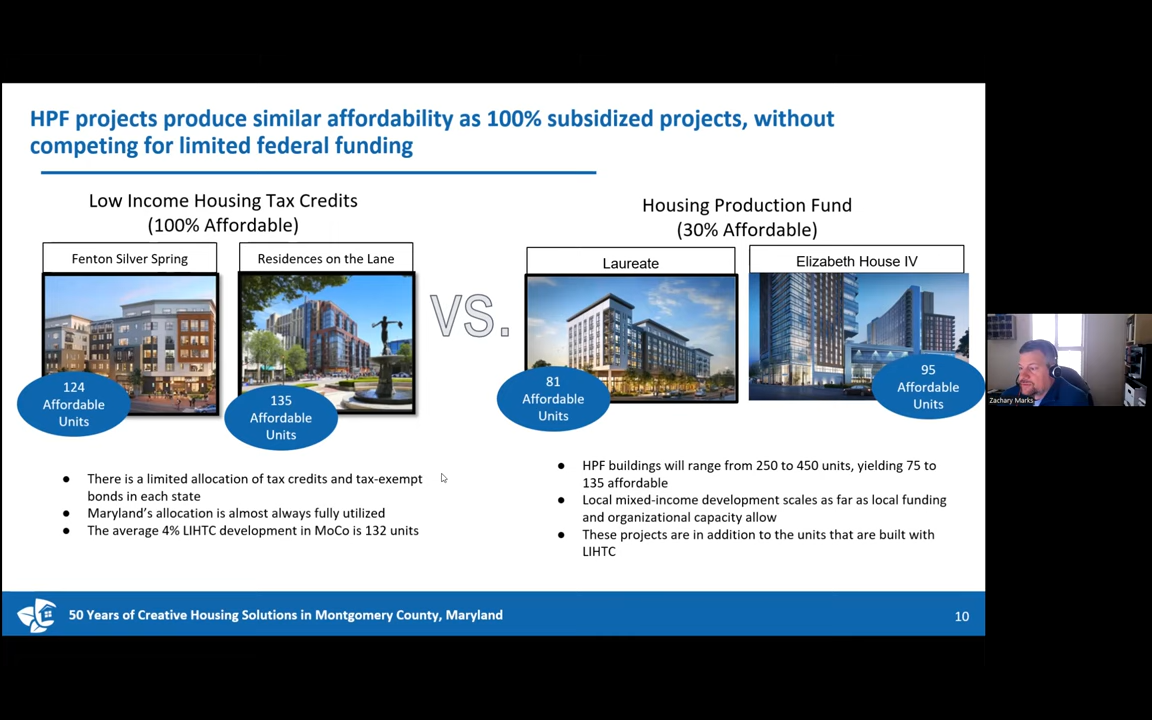 HPF projects produce similar affordability as 100% subsidized projects, without
competing for limited federal funding
Low Income Housing Tax Credits
(100% Affordable)
Fenton Silver Spring
Residences on the Lane
124
Affordable
Units
135
Affordable
Units
VS.
Housing Production Fund
(30% Affordable)
Laureate
Elizabeth House IV
81
Affordable
Units
95
Affordable
Units
● There is a limited allocation of tax credits and tax-exempt
bonds in each state
● Maryland’s allocation is almost always fully utilized
● The average 4% LIHTC development in MoCo is 132 units
● HPF buildings will range from 250 to 450 units, yielding 75 to
135 affordable
● Local mixed-income development scales as far as local funding
and organizational capacity allow
● These projects are in addition to the units that are built with
LIHTC
Zachary Marks
50 Years of Creative Housing Solutions in Montgomery County, Maryland
10